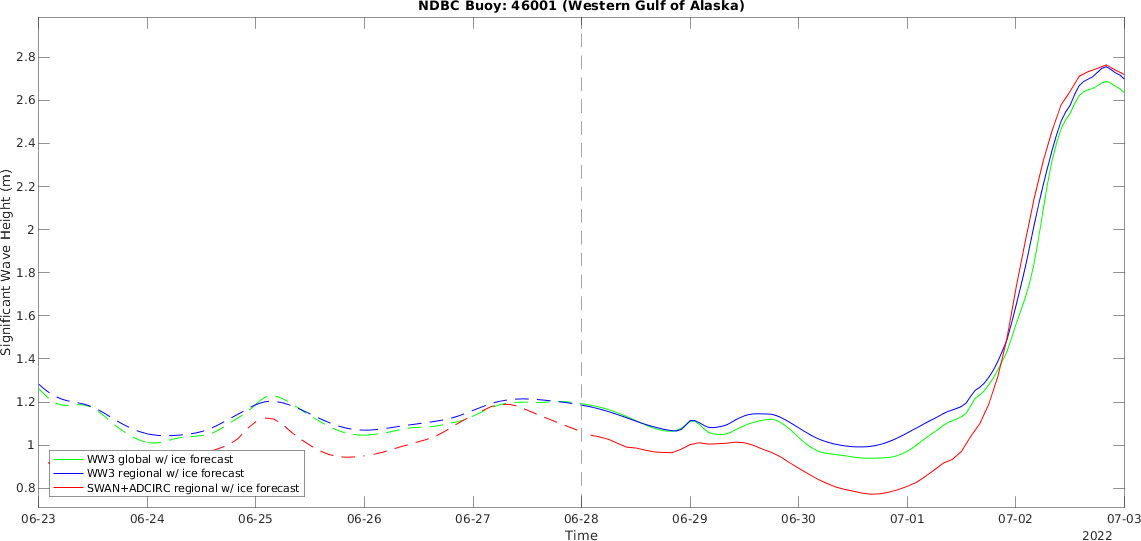 NDBC Buoy: 46001 (Western Gulf of Alaska)
2.8
2.6
2.4
2.2
2
1.8
1.6
1.4
1.2
1
0.8
Significant Wave Height (m)
WW3 global w/ ice forecast
WW3 regional w/ ice forecast
SWAN+ADCIRC regional w/ ice forecast
06-23 06-24 06-25 06-26 06-27 06-28 06-29 06-30 07-01 07-02 07-03
Time
2022